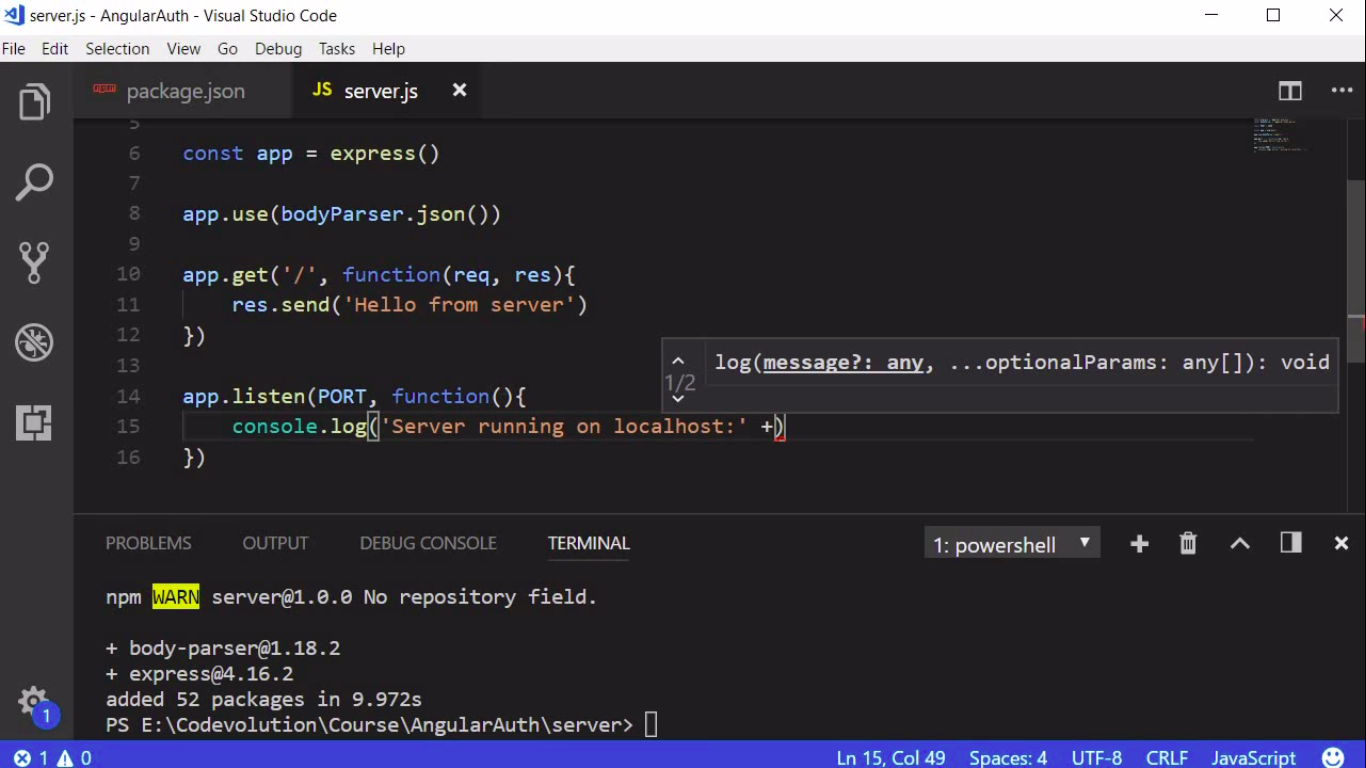 server.js - AngularAuth - Visual Studio Code
File Edit Selection View Go Debug Tasks Help
npm package.json JS server.js
5
6 const app = express()
7
8 app.use(bodyParser.json())
9
10 app.get('/', function(req, res){
11 res.send('Hello from server')
12 })
13
log(message?: any, ...optionalParams: any[]): void
1/2
14 app.listen(PORT, function(){
15 console.log('Server running on localhost:' +)
16 })
PROBLEMS OUTPUT DEBUG CONSOLE TERMINAL 1: powershell
npm WARN server@1.0.0 No repository field.
+ body-parser@1.18.2
+ express@4.16.2
added 52 packages in 9.972s
PS E:\Codevolution\Course\AngularAuth\server>
1
1 0 Ln 15, Col 49 Spaces: 4 UTF-8 CRLF JavaScript